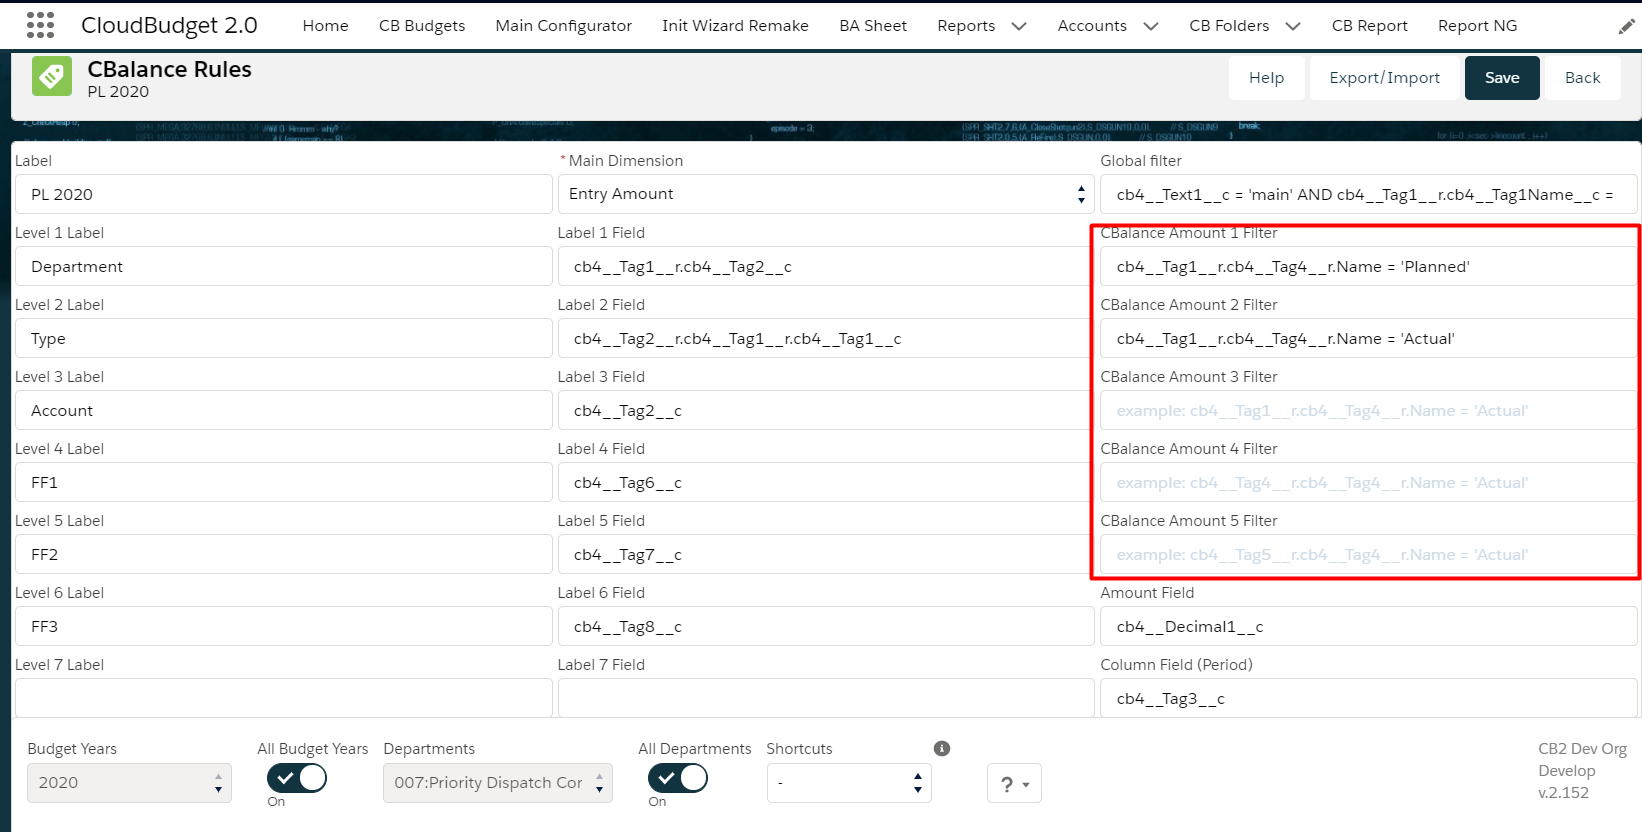 CloudBudget 2.0 Home CB Budgets Main Configurator Init Wizard Remake BA Sheet Reports Accounts CB Folders CB Report Report NG
CBalance Rules
PL 2020
Help Export/Import Save Back
episode = 3;
break;
Label * Main Dimension Global filter
PL 2020 Entry Amount cb4__Text1__c = 'main' AND cb4__Tag1__r.cb4__Tag1Name__c =
Level 1 Label Label 1 Field CBalance Amount 1 Filter
Department cb4__Tag1__r.cb4__Tag2__c cb4__Tag1__r.cb4__Tag4__r.Name = 'Planned'
Level 2 Label Label 2 Field CBalance Amount 2 Filter
Type cb4__Tag2__r.cb4__Tag1__r.cb4__Tag1__c cb4__Tag1__r.cb4__Tag4__r.Name = 'Actual'
Level 3 Label Label 3 Field CBalance Amount 3 Filter
Account cb4__Tag2__c example: cb4__Tag1__r.cb4__Tag4__r.Name = 'Actual'
Level 4 Label Label 4 Field CBalance Amount 4 Filter
FF1 cb4__Tag6__c example: cb4__Tag4__r.cb4__Tag4__r.Name = 'Actual'
Level 5 Label Label 5 Field CBalance Amount 5 Filter
FF2 cb4__Tag7__c example: cb4__Tag5__r.cb4__Tag4__r.Name = 'Actual'
Level 6 Label Label 6 Field Amount Field
FF3 cb4__Tag8__c cb4__Decimal1__c
Level 7 Label Label 7 Field Column Field (Period)
cb4__Tag3__c
Budget Years All Budget Years Departments All Departments Shortcuts CB2 Dev Org
2020 007:Priority Dispatch Cor - ? Develop
On On v.2.152